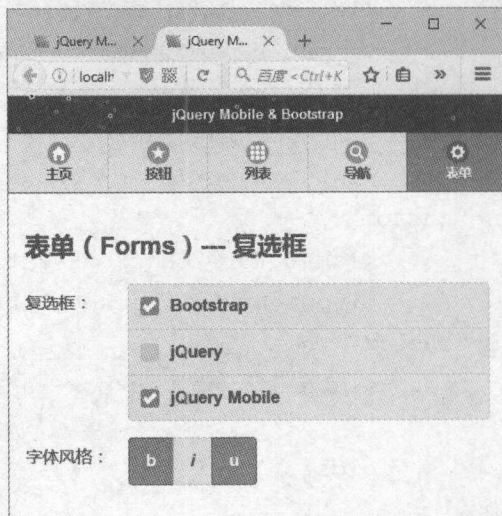 jQuery M... jQuery M...
localh 百度 <Ctrl+K
jQuery Mobile & Bootstrap
主页 按钮 列表 导航 表单
表单（Forms）--- 复选框
复选框：
Bootstrap
jQuery
jQuery Mobile
字体风格： b i u